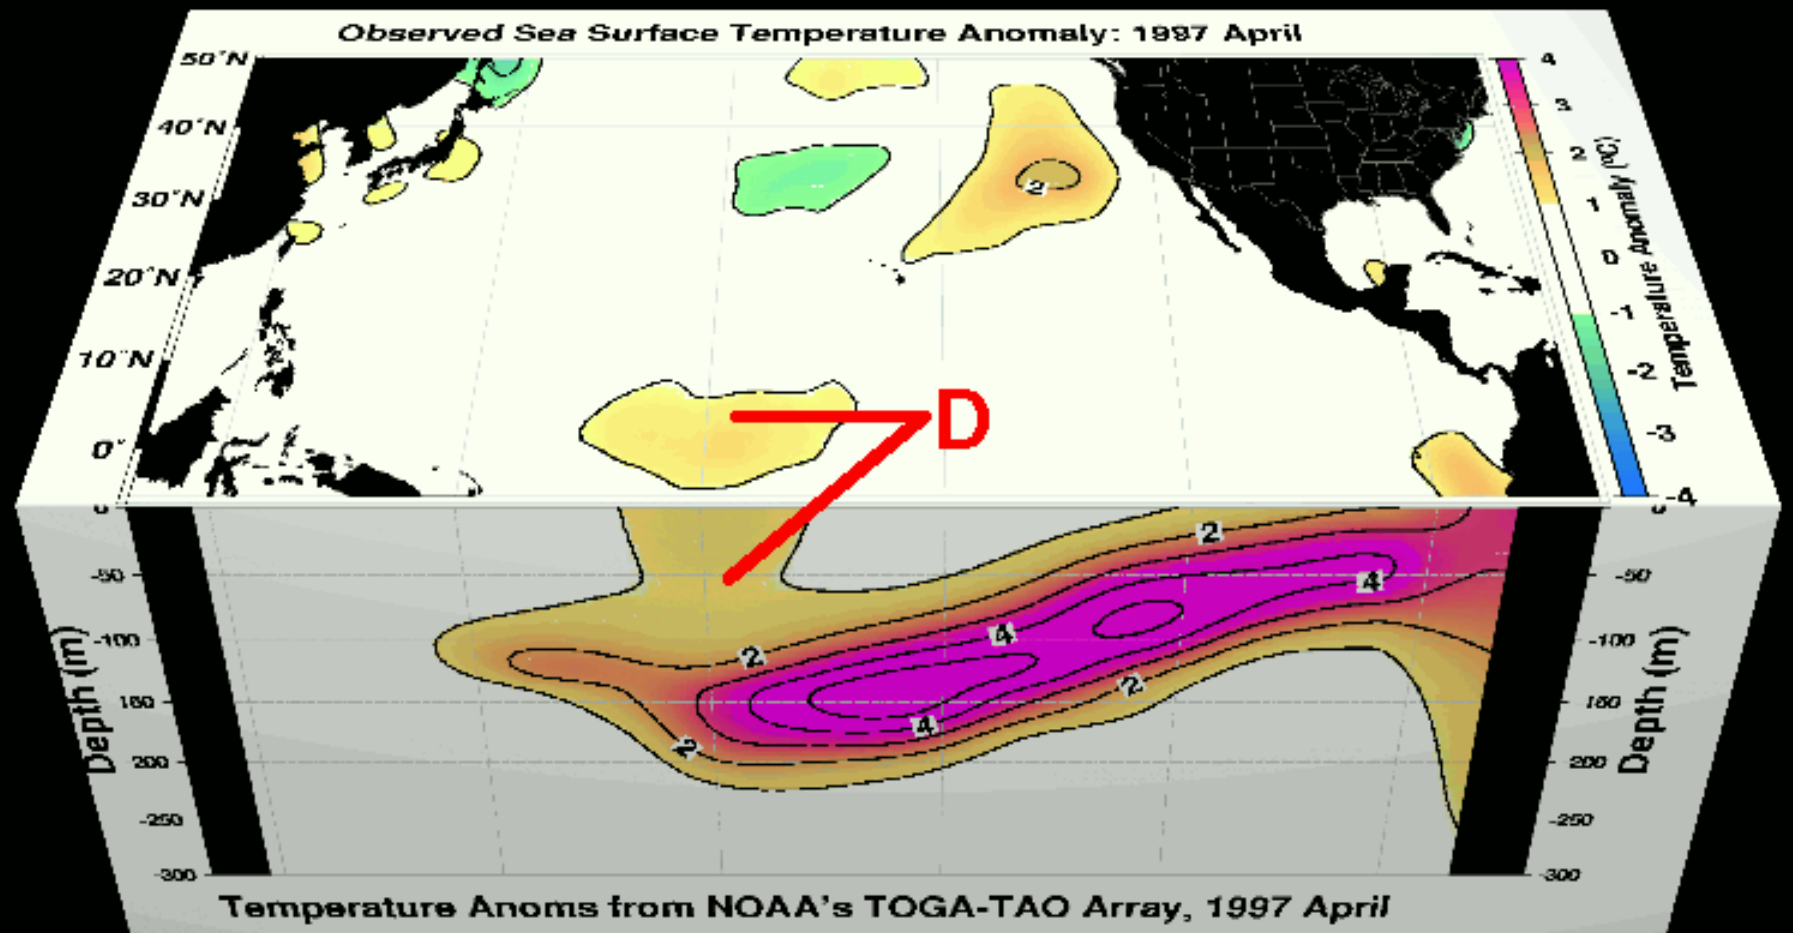 Observed Sea Surface Temperature Anomaly: 1997 April
50°N
40°N
30°N
20°N
10°N
0°
4
3
2
1
0
-1
-2
-3
-4
Temperature Anomaly (°C)
2
D
0
-50
-100
150
200
-250
-300
Depth (m)
2
4
4
2
2
4
2
0
-50
-100
150
200
-250
-300
Depth (m)
Temperature Anoms from NOAA's TOGA-TAO Array, 1997 April